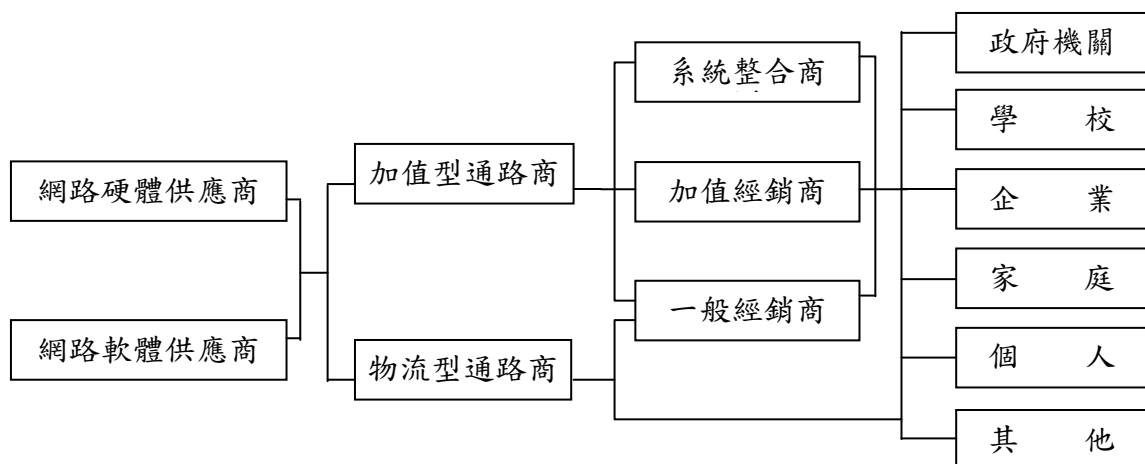 網路硬體供應商
網路軟體供應商
加值型通路商
物流型通路商
系統整合商
加值經銷商
一般經銷商
政府機關
學 校
企 業
家 庭
個 人
其 他